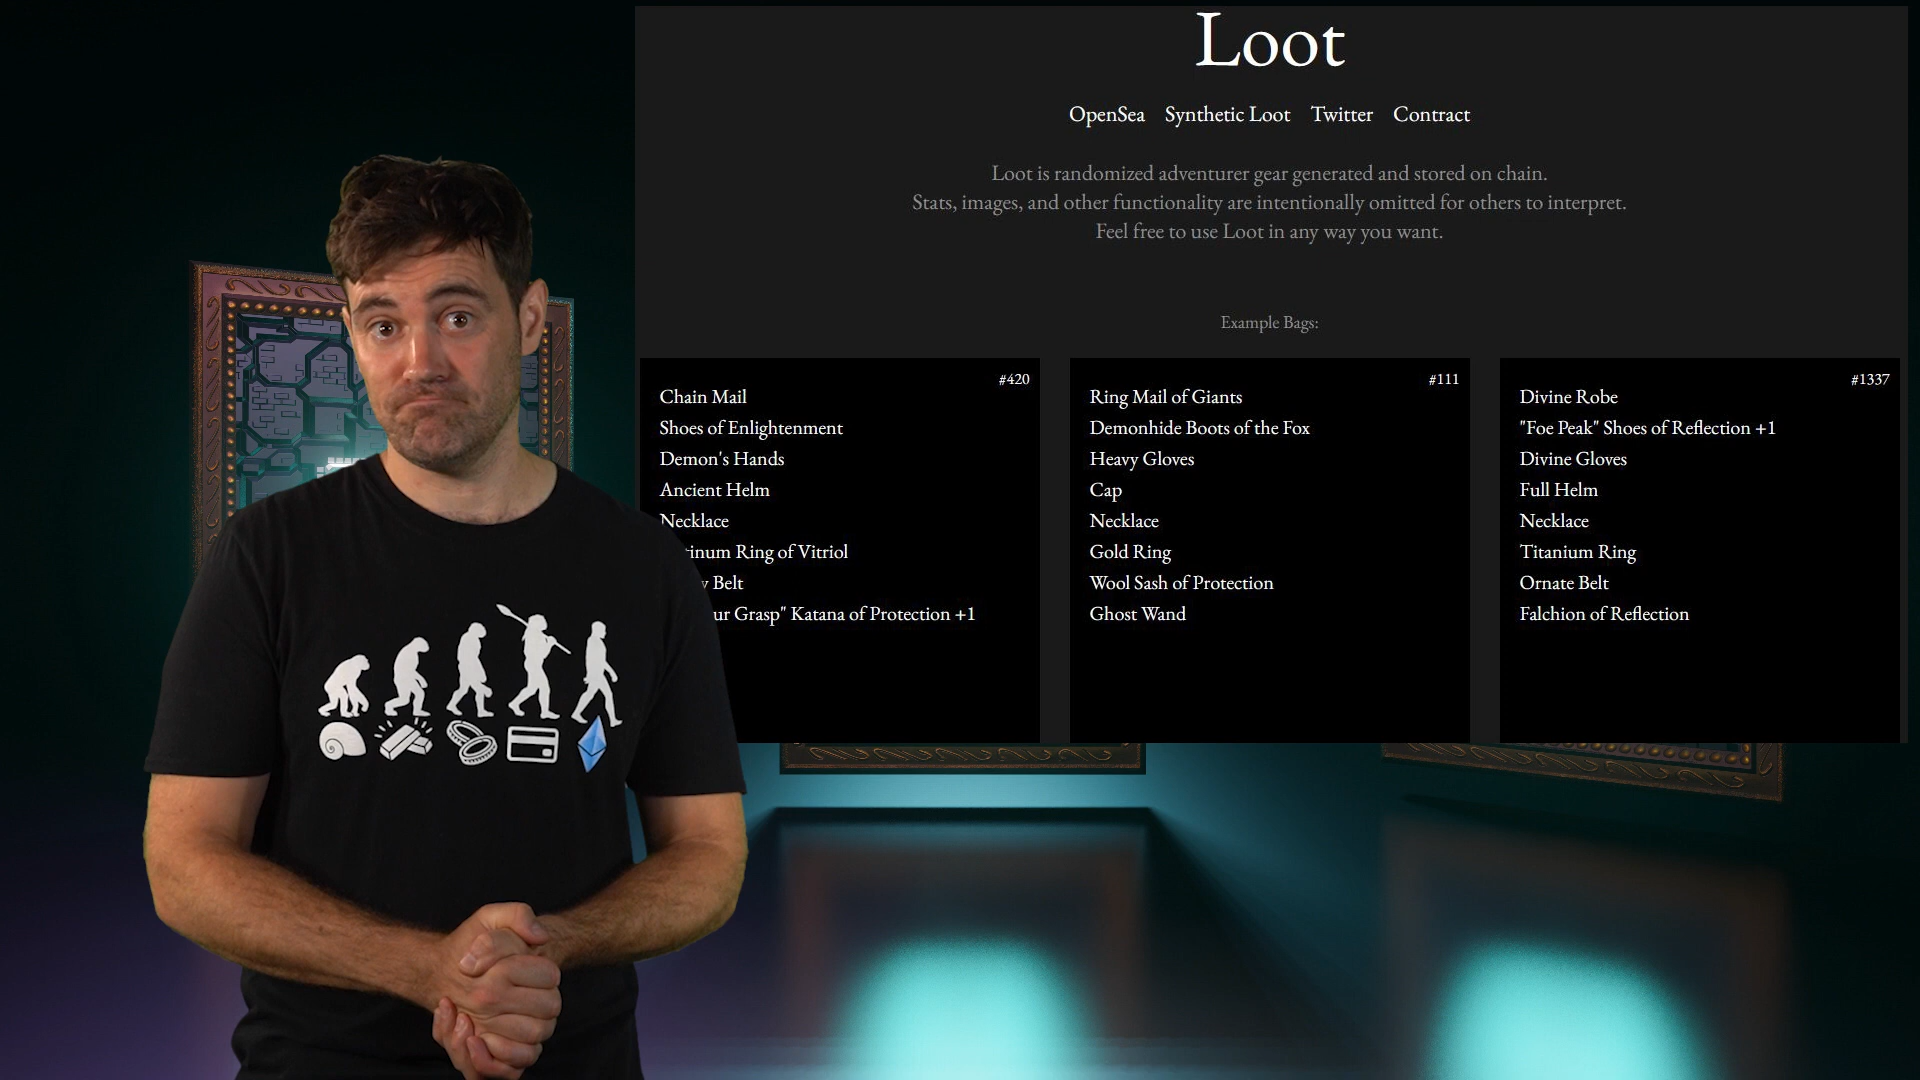 Loot
OpenSea Synthetic Loot Twitter Contract
Loot is randomized adventurer gear generated and stored on chain.
Stats, images, and other functionality are intentionally omitted for others to interpret.
Feel free to use Loot in any way you want.
Example Bags:
#420
Chain Mail
Shoes of Enlightenment
Demon's Hands
Ancient Helm
Necklace
Ring of Vitriol
Belt
Grasp" Katana of Protection +1
#111
Ring Mail of Giants
Demonhide Boots of the Fox
Heavy Gloves
Cap
Necklace
Gold Ring
Wool Sash of Protection
Ghost Wand
#1337
Divine Robe
"Foe Peak" Shoes of Reflection +1
Divine Gloves
Full Helm
Necklace
Titanium Ring
Ornate Belt
Falchion of Reflection